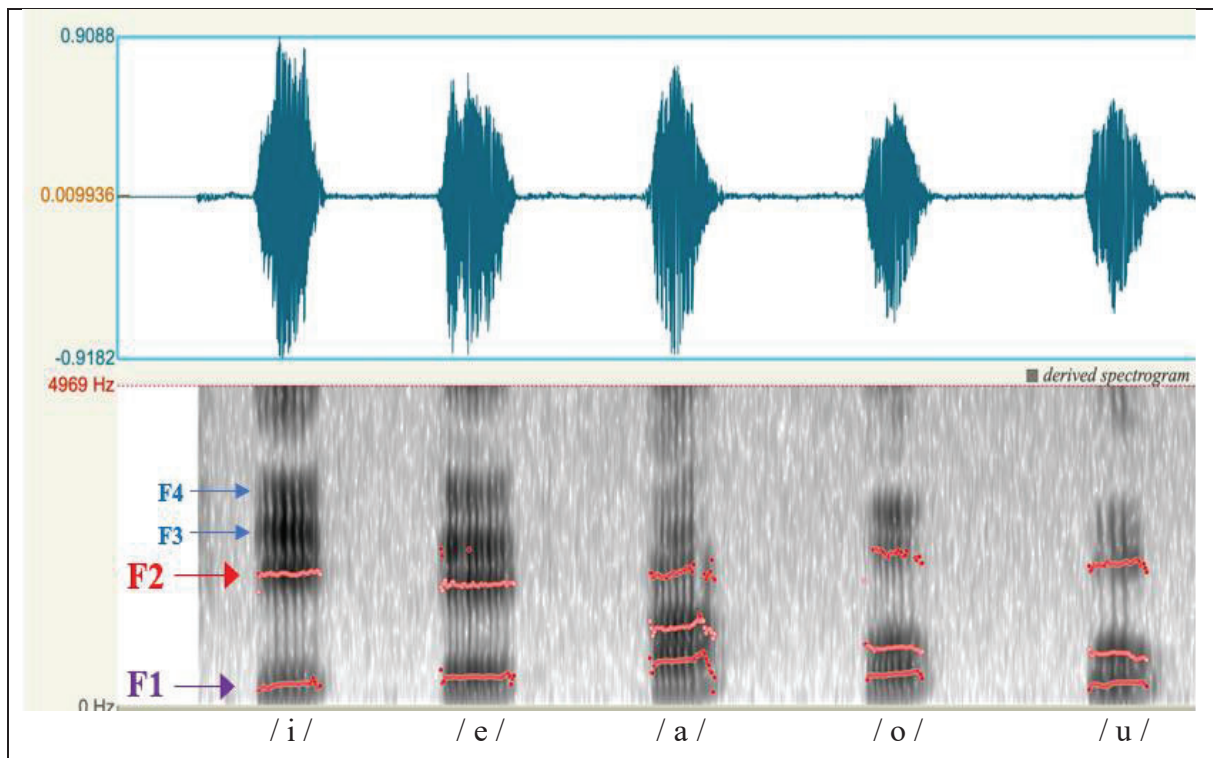 0.9088
0.009936
-0.9182
4969 Hz
derived spectrogram
F4
F3
F2
F1
0 Hz
/ i / / e / / a / / o / / u /